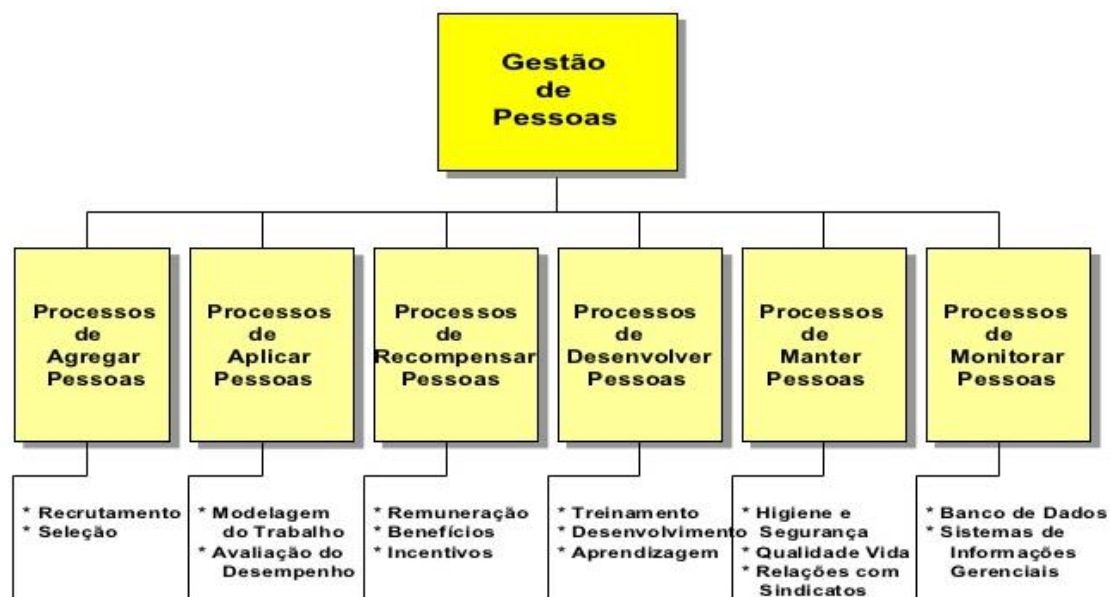 Gestão
de
Pessoas
Processos
de
Agregar
Pessoas
Processos
de
Aplicar
Pessoas
Processos
de
Recompensar
Pessoas
Processos
de
Desenvolver
Pessoas
Processos
de
Manter
Pessoas
Processos
de
Monitorar
Pessoas
* Recrutamento
* Seleção
* Modelagem
do Trabalho
* Avaliação do
Desempenho
* Remuneração
* Benefícios
* Incentivos
* Treinamento
* Desenvolvimento
* Aprendizagem
* Higiene e
Segurança
* Qualidade Vida
* Relações com
Sindicatos
* Banco de Dados
* Sistemas de
Informações
Gerenciais